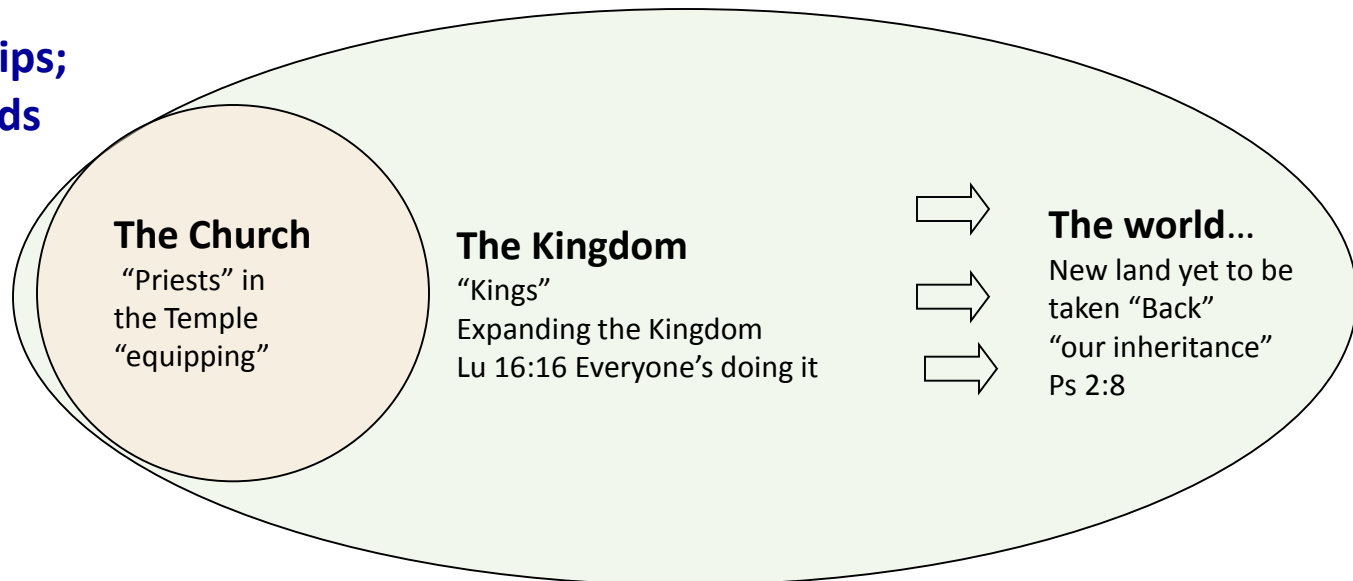 ips;
ds
The Church
“Priests” in
the Temple
“equipping”
The Kingdom
“Kings”
Expanding the Kingdom
Lu 16:16 Everyone’s doing it
The world...
New land yet to be
taken “Back”
“our inheritance”
Ps 2:8